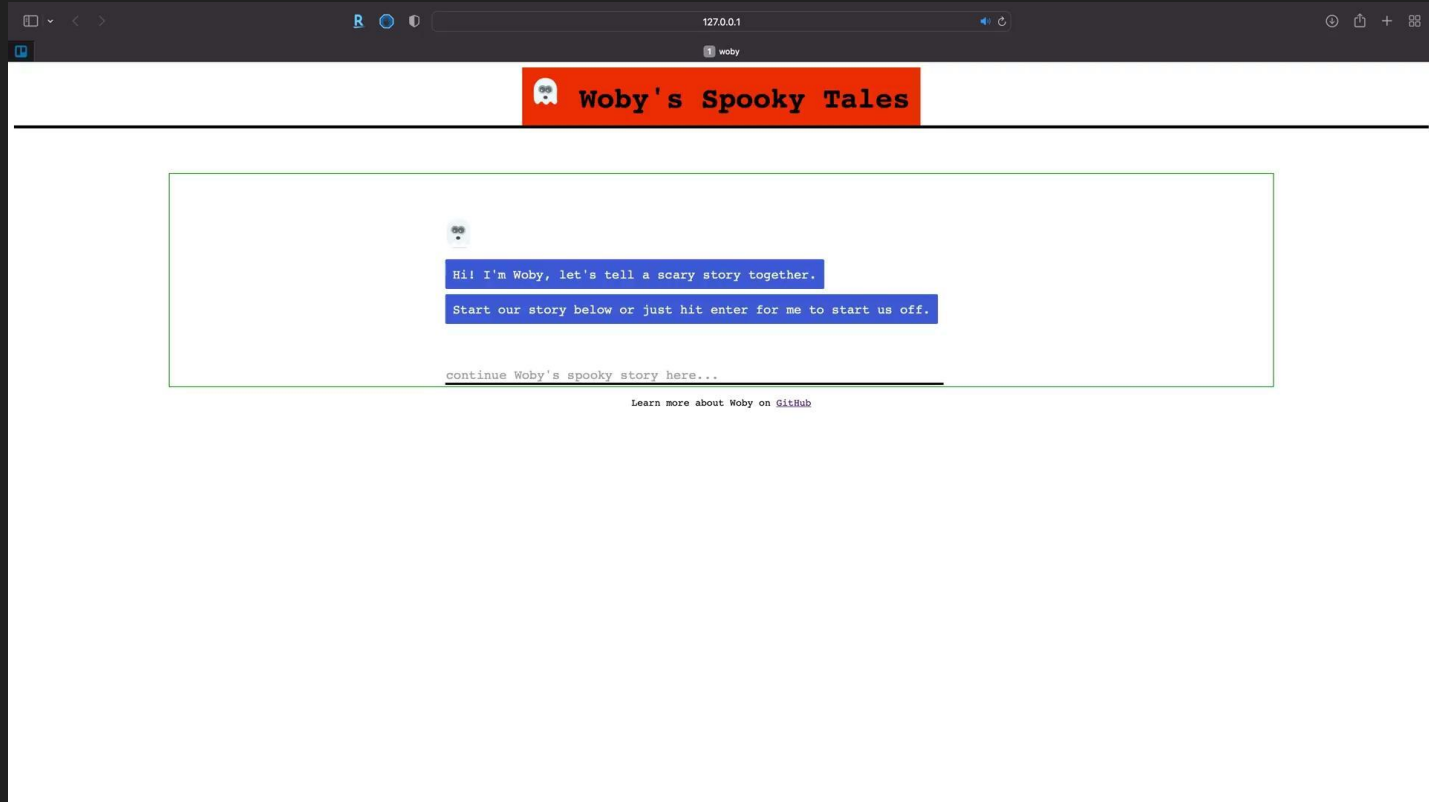 R
127.0.0.1
1 woby
Woby's Spooky Tales
Hi! I'm Woby, let's tell a scary story together.
Start our story below or just hit enter for me to start us off.
continue Woby's spooky story here...
Learn more about Woby on GitHub